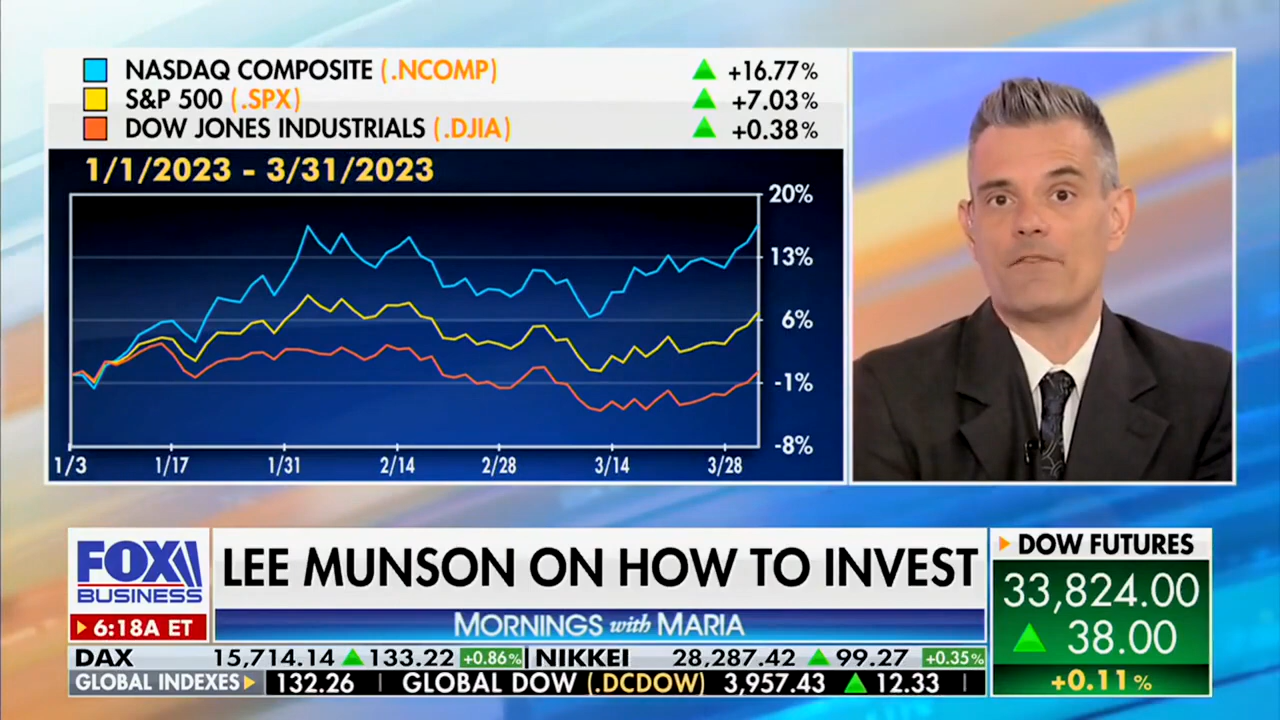 NASDAQ COMPOSITE (.NCOMP) +16.77%
S&P 500 (.SPX) +7.03%
DOW JONES INDUSTRIALS (.DJIA) +0.38%
1/1/2023 - 3/31/2023
20%
13%
6%
-1%
-8%
1/3 1/17 1/31 2/14 2/28 3/14 3/28
FOX BUSINESS
6:18A ET
LEE MUNSON ON HOW TO INVEST
MORNINGS with MARIA
DOW FUTURES
33,824.00
38.00
+0.11%
DAX 15,714.14 133.22 +0.86% NIKKEI 28,287.42 99.27 +0.35%
GLOBAL INDEXES 132.26 GLOBAL DOW (.DCDOW) 3,957.43 12.33